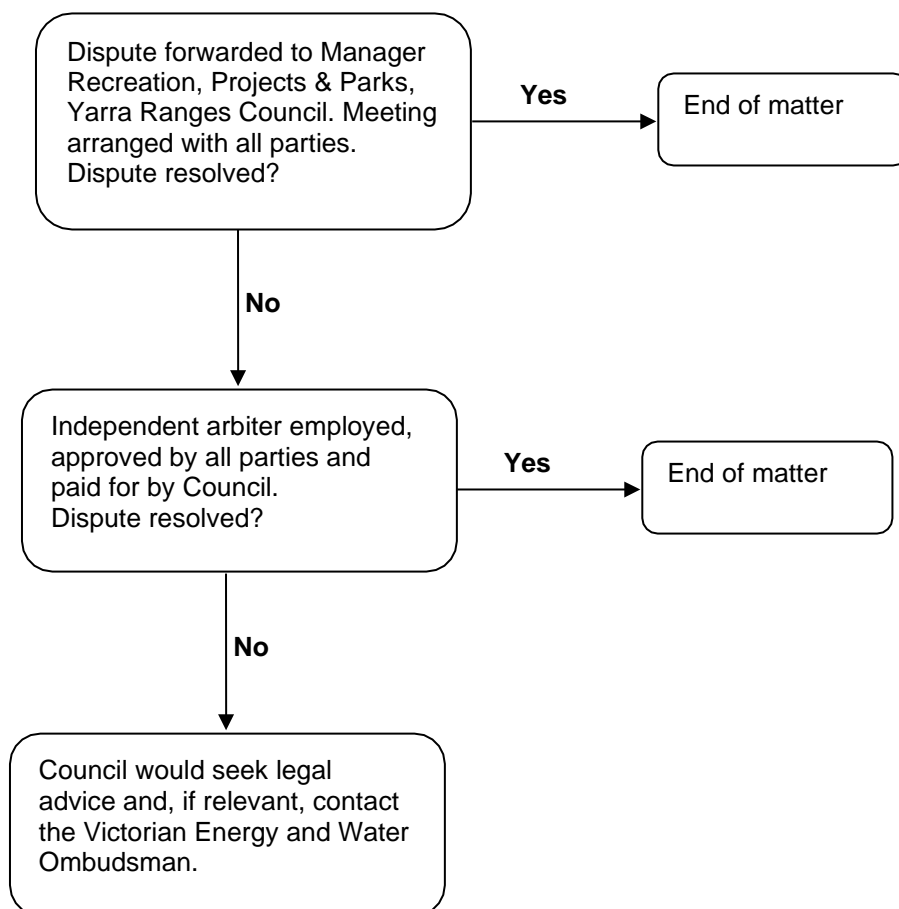 Dispute forwarded to Manager
Recreation, Projects & Parks,
Yarra Ranges Council. Meeting
arranged with all parties.
Dispute resolved?
Yes
End of matter
No
Independent arbiter employed,
approved by all parties and
paid for by Council.
Dispute resolved?
Yes
End of matter
No
Council would seek legal
advice and, if relevant, contact
the Victorian Energy and Water
Ombudsman.